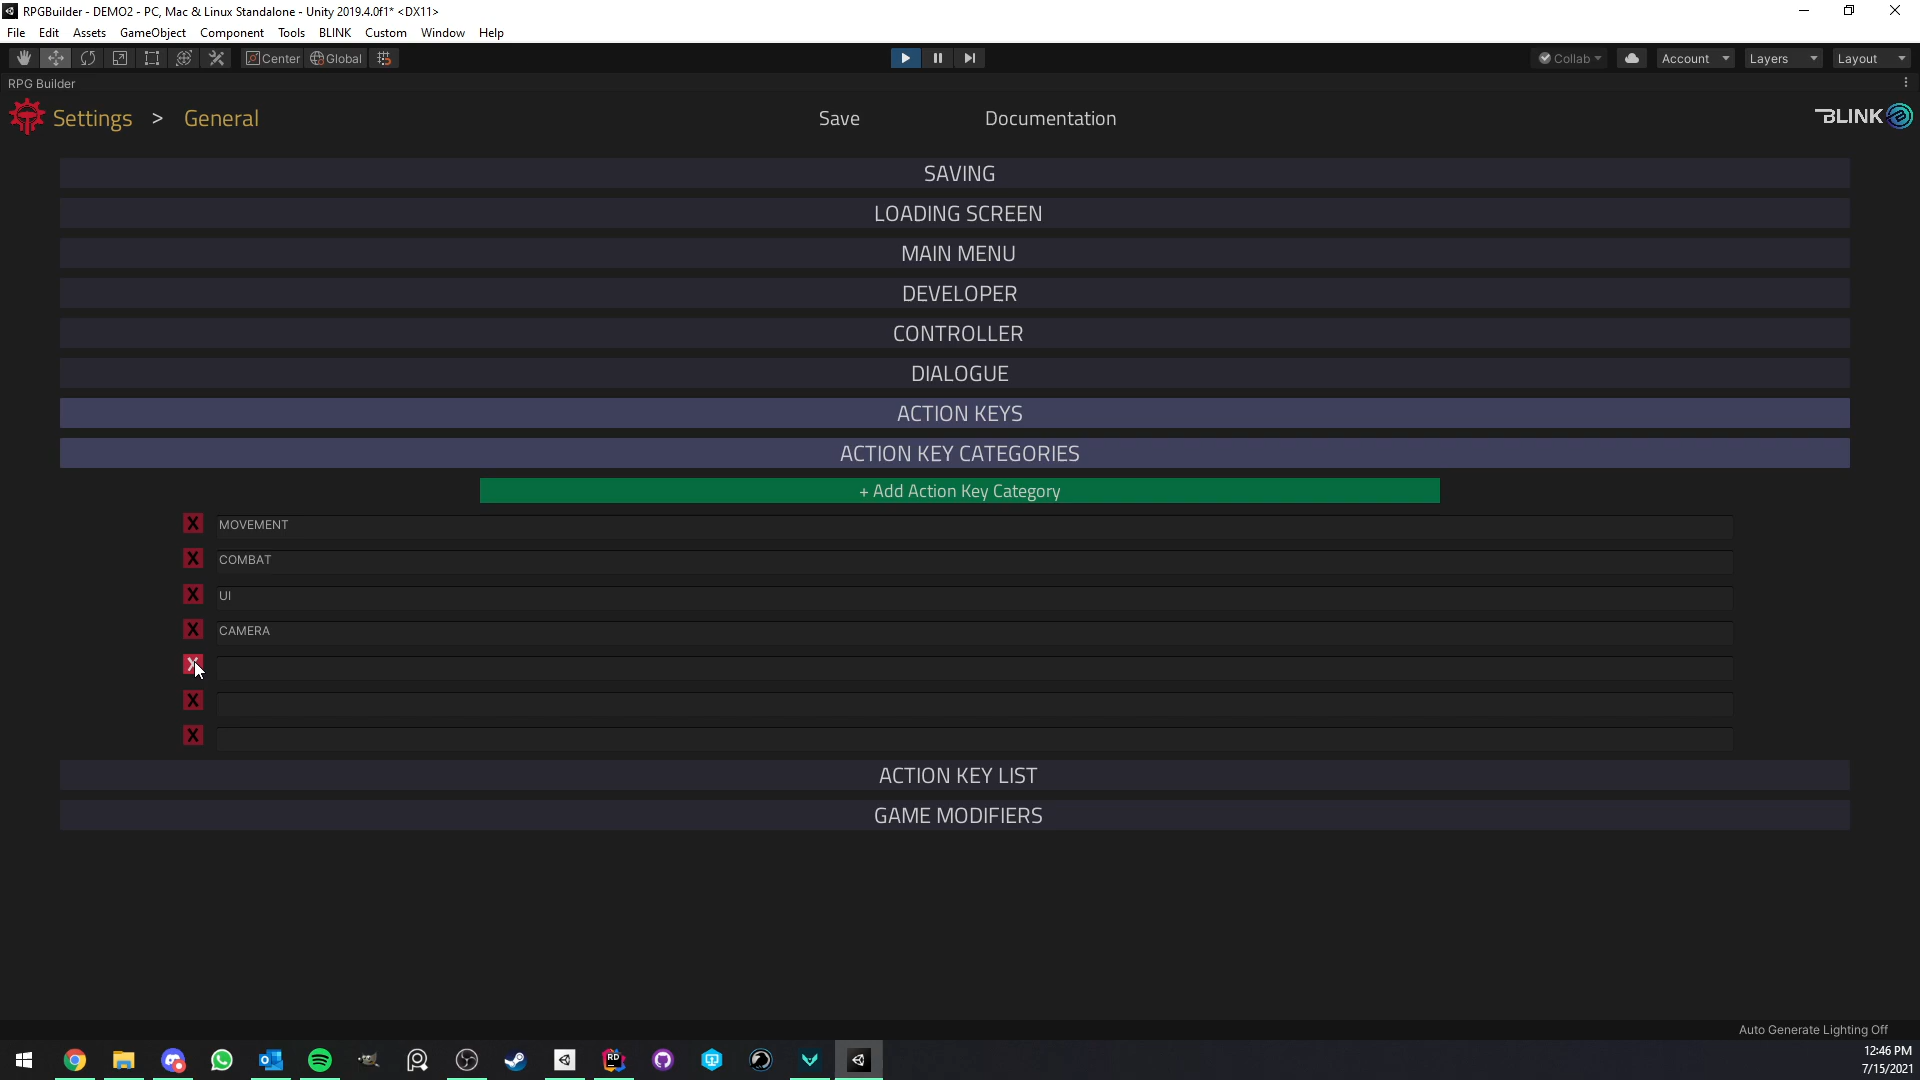 RPGBuilder - DEMO2 - PC, Mac & Linux Standalone - Unity 2019.4.0f1* <DX11>
File Edit Assets GameObject Component Tools BLINK Custom Window Help
Center Global Collab Account Layers Layout
RPG Builder
Settings > General Save Documentation BLINK
SAVING
LOADING SCREEN
MAIN MENU
DEVELOPER
CONTROLLER
DIALOGUE
ACTION KEYS
ACTION KEY CATEGORIES
+ Add Action Key Category
X MOVEMENT
X COMBAT
X UI
X CAMERA
X
X
X
ACTION KEY LIST
GAME MODIFIERS
Auto Generate Lighting Off
RD
12:46 PM
7/15/2021